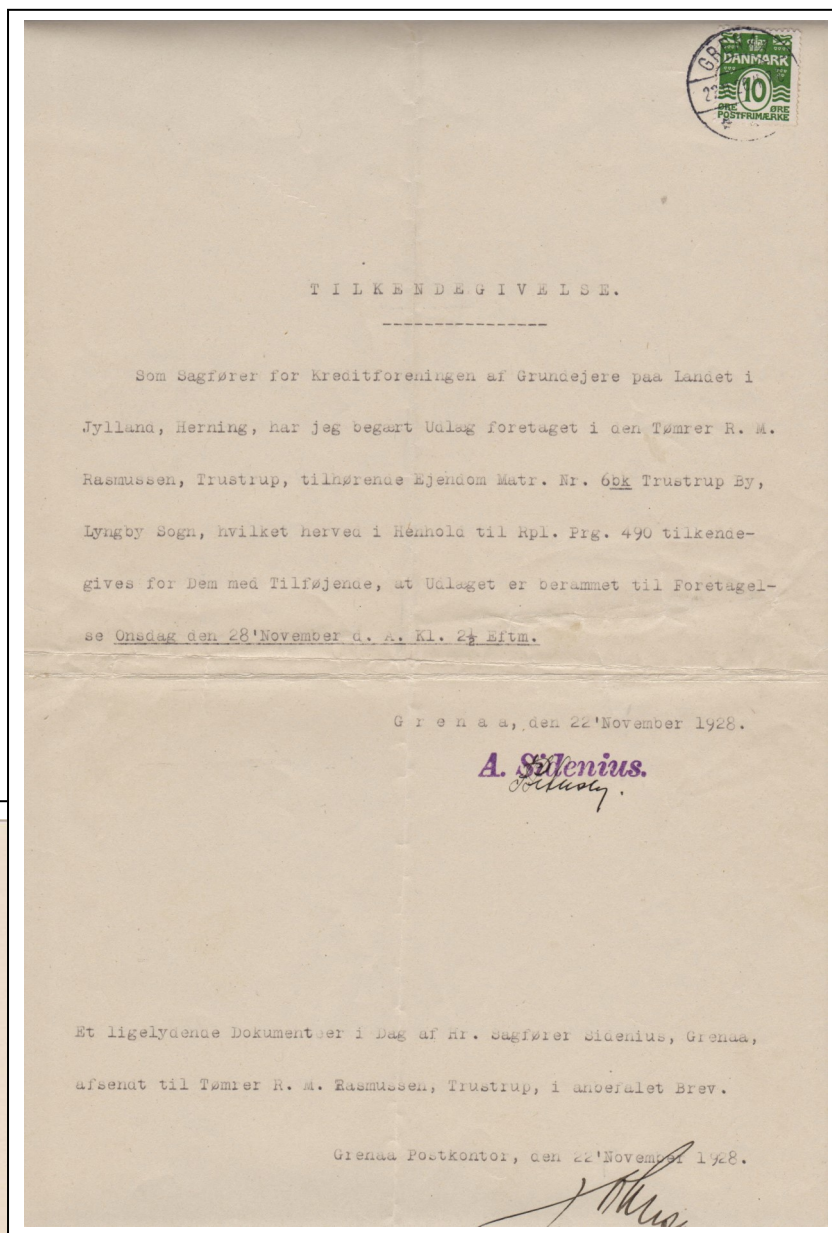 GRE
22
DANMARK
10
ØRE ØRE
POSTFRIMÆRKE
TILKENDEGIVELSE.
----------------
Som Sagfører for Kreditforeningen af Grundejere paa Landet i
Jylland, Herning, har jeg begært Udlæg foretaget i den Tømrer R. M.
Rasmussen, Trustrup, tilhørende Ejendom Matr. Nr. 6bk Trustrup By,
Lyngby Sogn, hvilket herved i Henhold til Rpl. Prg. 490 tilkende-
gives for Dem med Tilføjende, at Udlæget er berammet til Foretagel-
se Onsdag den 28'November d. A. Kl. 2½ Eftm.
Grenaa, den 22'November 1928.
A. Sidenius.
Et ligelydende Dokumenteer i Dag af Hr. Sagfører Sidenius, Grenaa,
afsendt til Tømrer R. M. Rasmussen, Trustrup, i anbefalet Brev.
Grenaa Postkontor, den 22'November 1928.